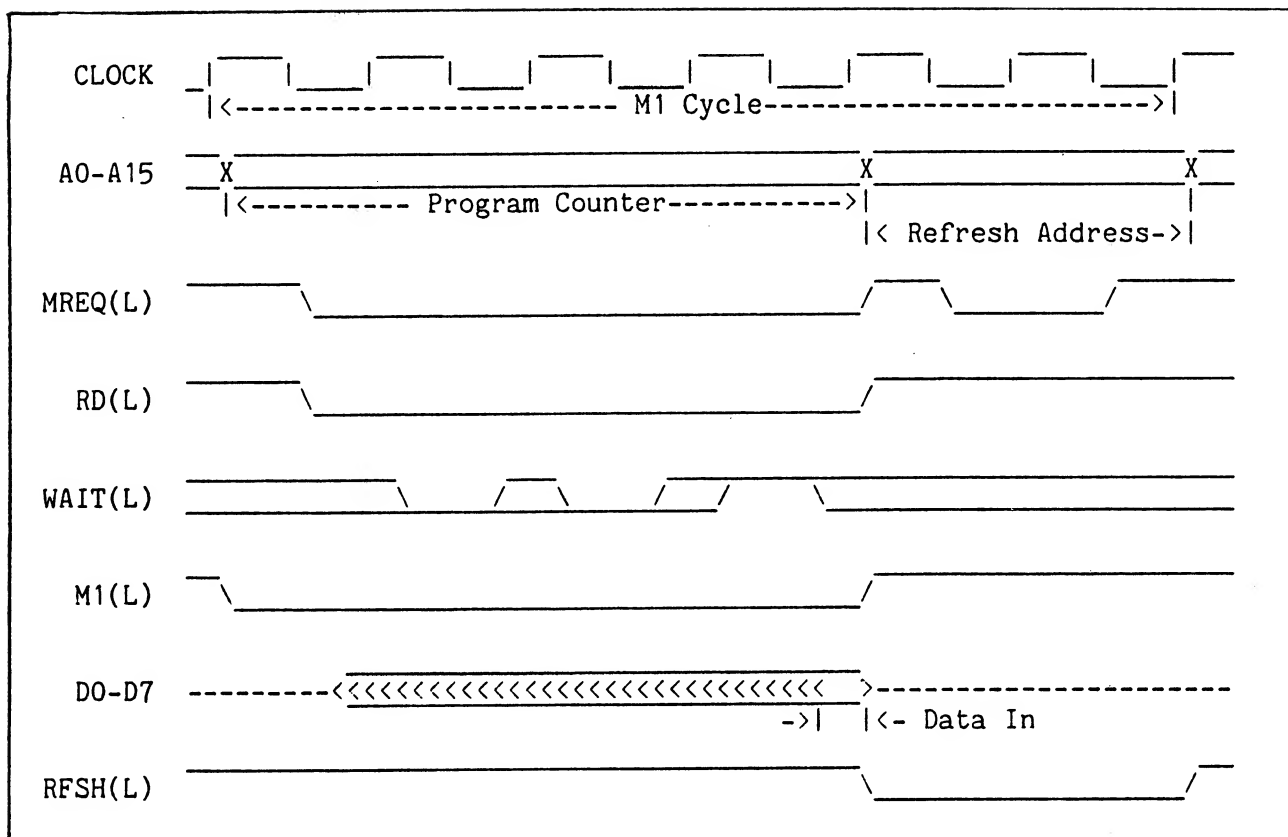 CLOCK
|<------------------------ M1 Cycle------------------------>|
A0-A15 X X X
|<---------- Program Counter---------->|
|< Refresh Address->|
MREQ(L)
RD(L)
WAIT(L)
M1(L)
D0-D7 --------<<<<<<<<<<<<<<<<<<<<<<<<<<<<<< >----------------------
->| |<- Data In
RFSH(L)